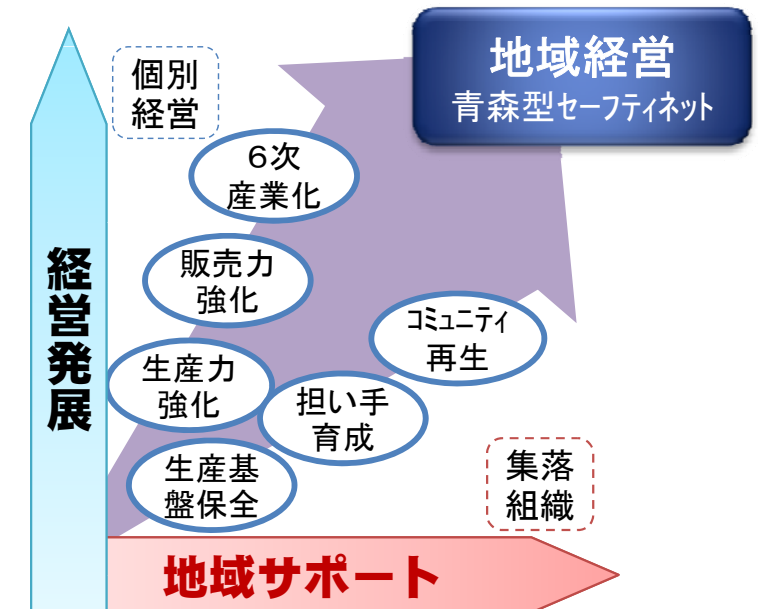 地域経営
青森型セーフティネット
個別
経営
６次
産業化
販売力
強化
コミュニティ
再生
生産力
強化
担い手
育成
生産基
盤保全
集落
組織
経営発展
地域サポート